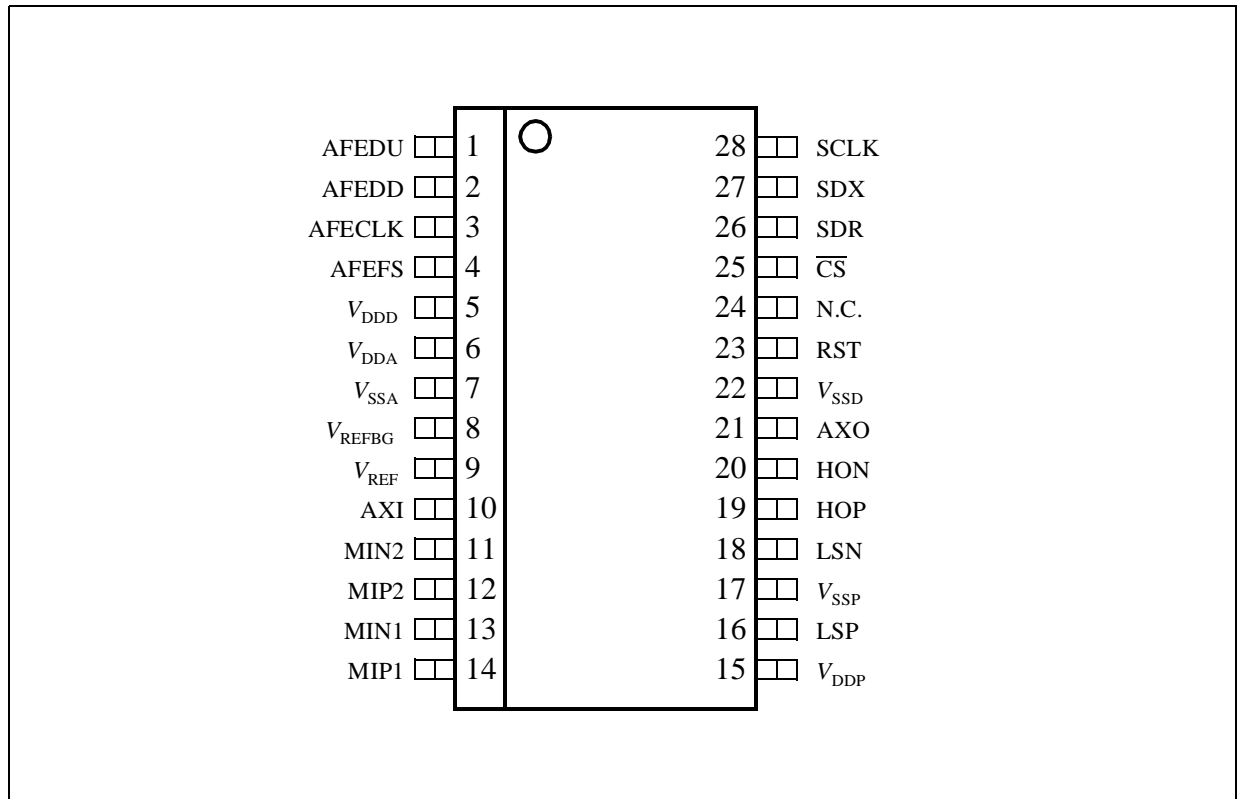 AFEDU 1 28 SCLK
AFEDD 2 27 SDX
AFECLK 3 26 SDR
AFEFS 4 25 C̅S̅
VDDD 5 24 N.C.
VDDA 6 23 RST
VSSA 7 22 VSSD
VREFBG 8 21 AXO
VREF 9 20 HON
AXI 10 19 HOP
MIN2 11 18 LSN
MIP2 12 17 VSSP
MIN1 13 16 LSP
MIP1 14 15 VDDP